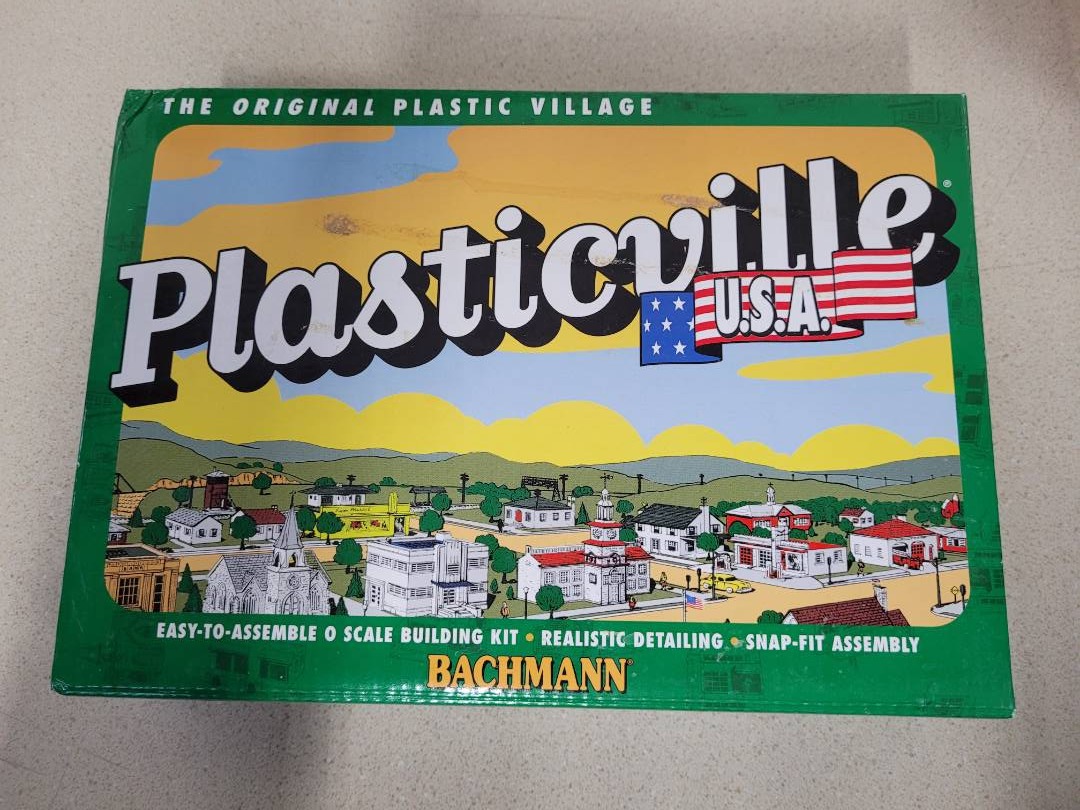 THE ORIGINAL PLASTIC VILLAGE
Plasticville®
U.S.A.
EASY-TO-ASSEMBLE O SCALE BUILDING KIT • REALISTIC DETAILING • SNAP-FIT ASSEMBLY
BACHMANN®